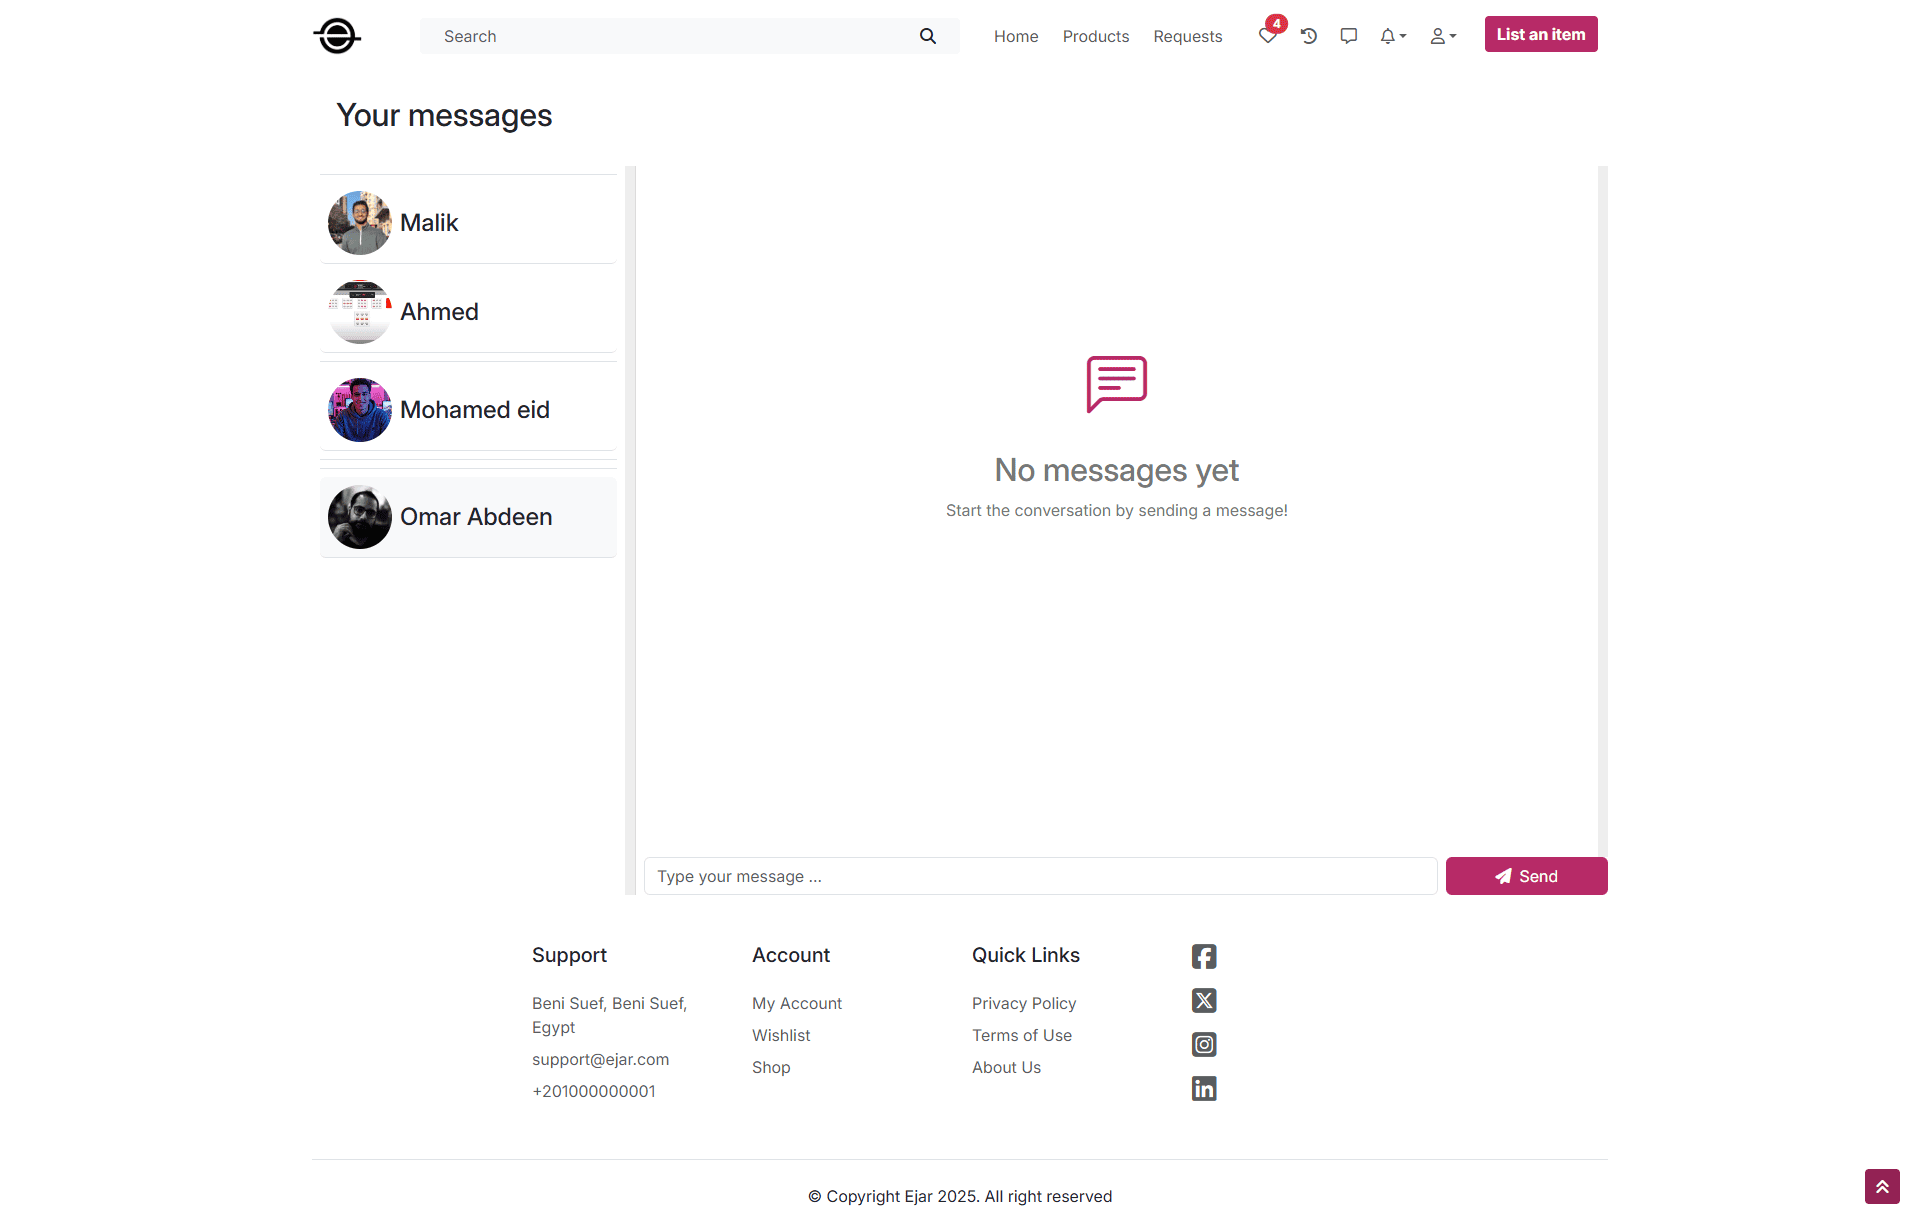 Search
Home
Products
Requests
4
List an item
Your messages
Malik
Ahmed
Mohamed eid
Omar Abdeen
No messages yet
Start the conversation by sending a message!
Type your message ...
Send
Support
Beni Suef, Beni Suef,
Egypt
support@ejar.com
+201000000001
Account
My Account
Wishlist
Shop
Quick Links
Privacy Policy
Terms of Use
About Us
© Copyright Ejar 2025. All right reserved